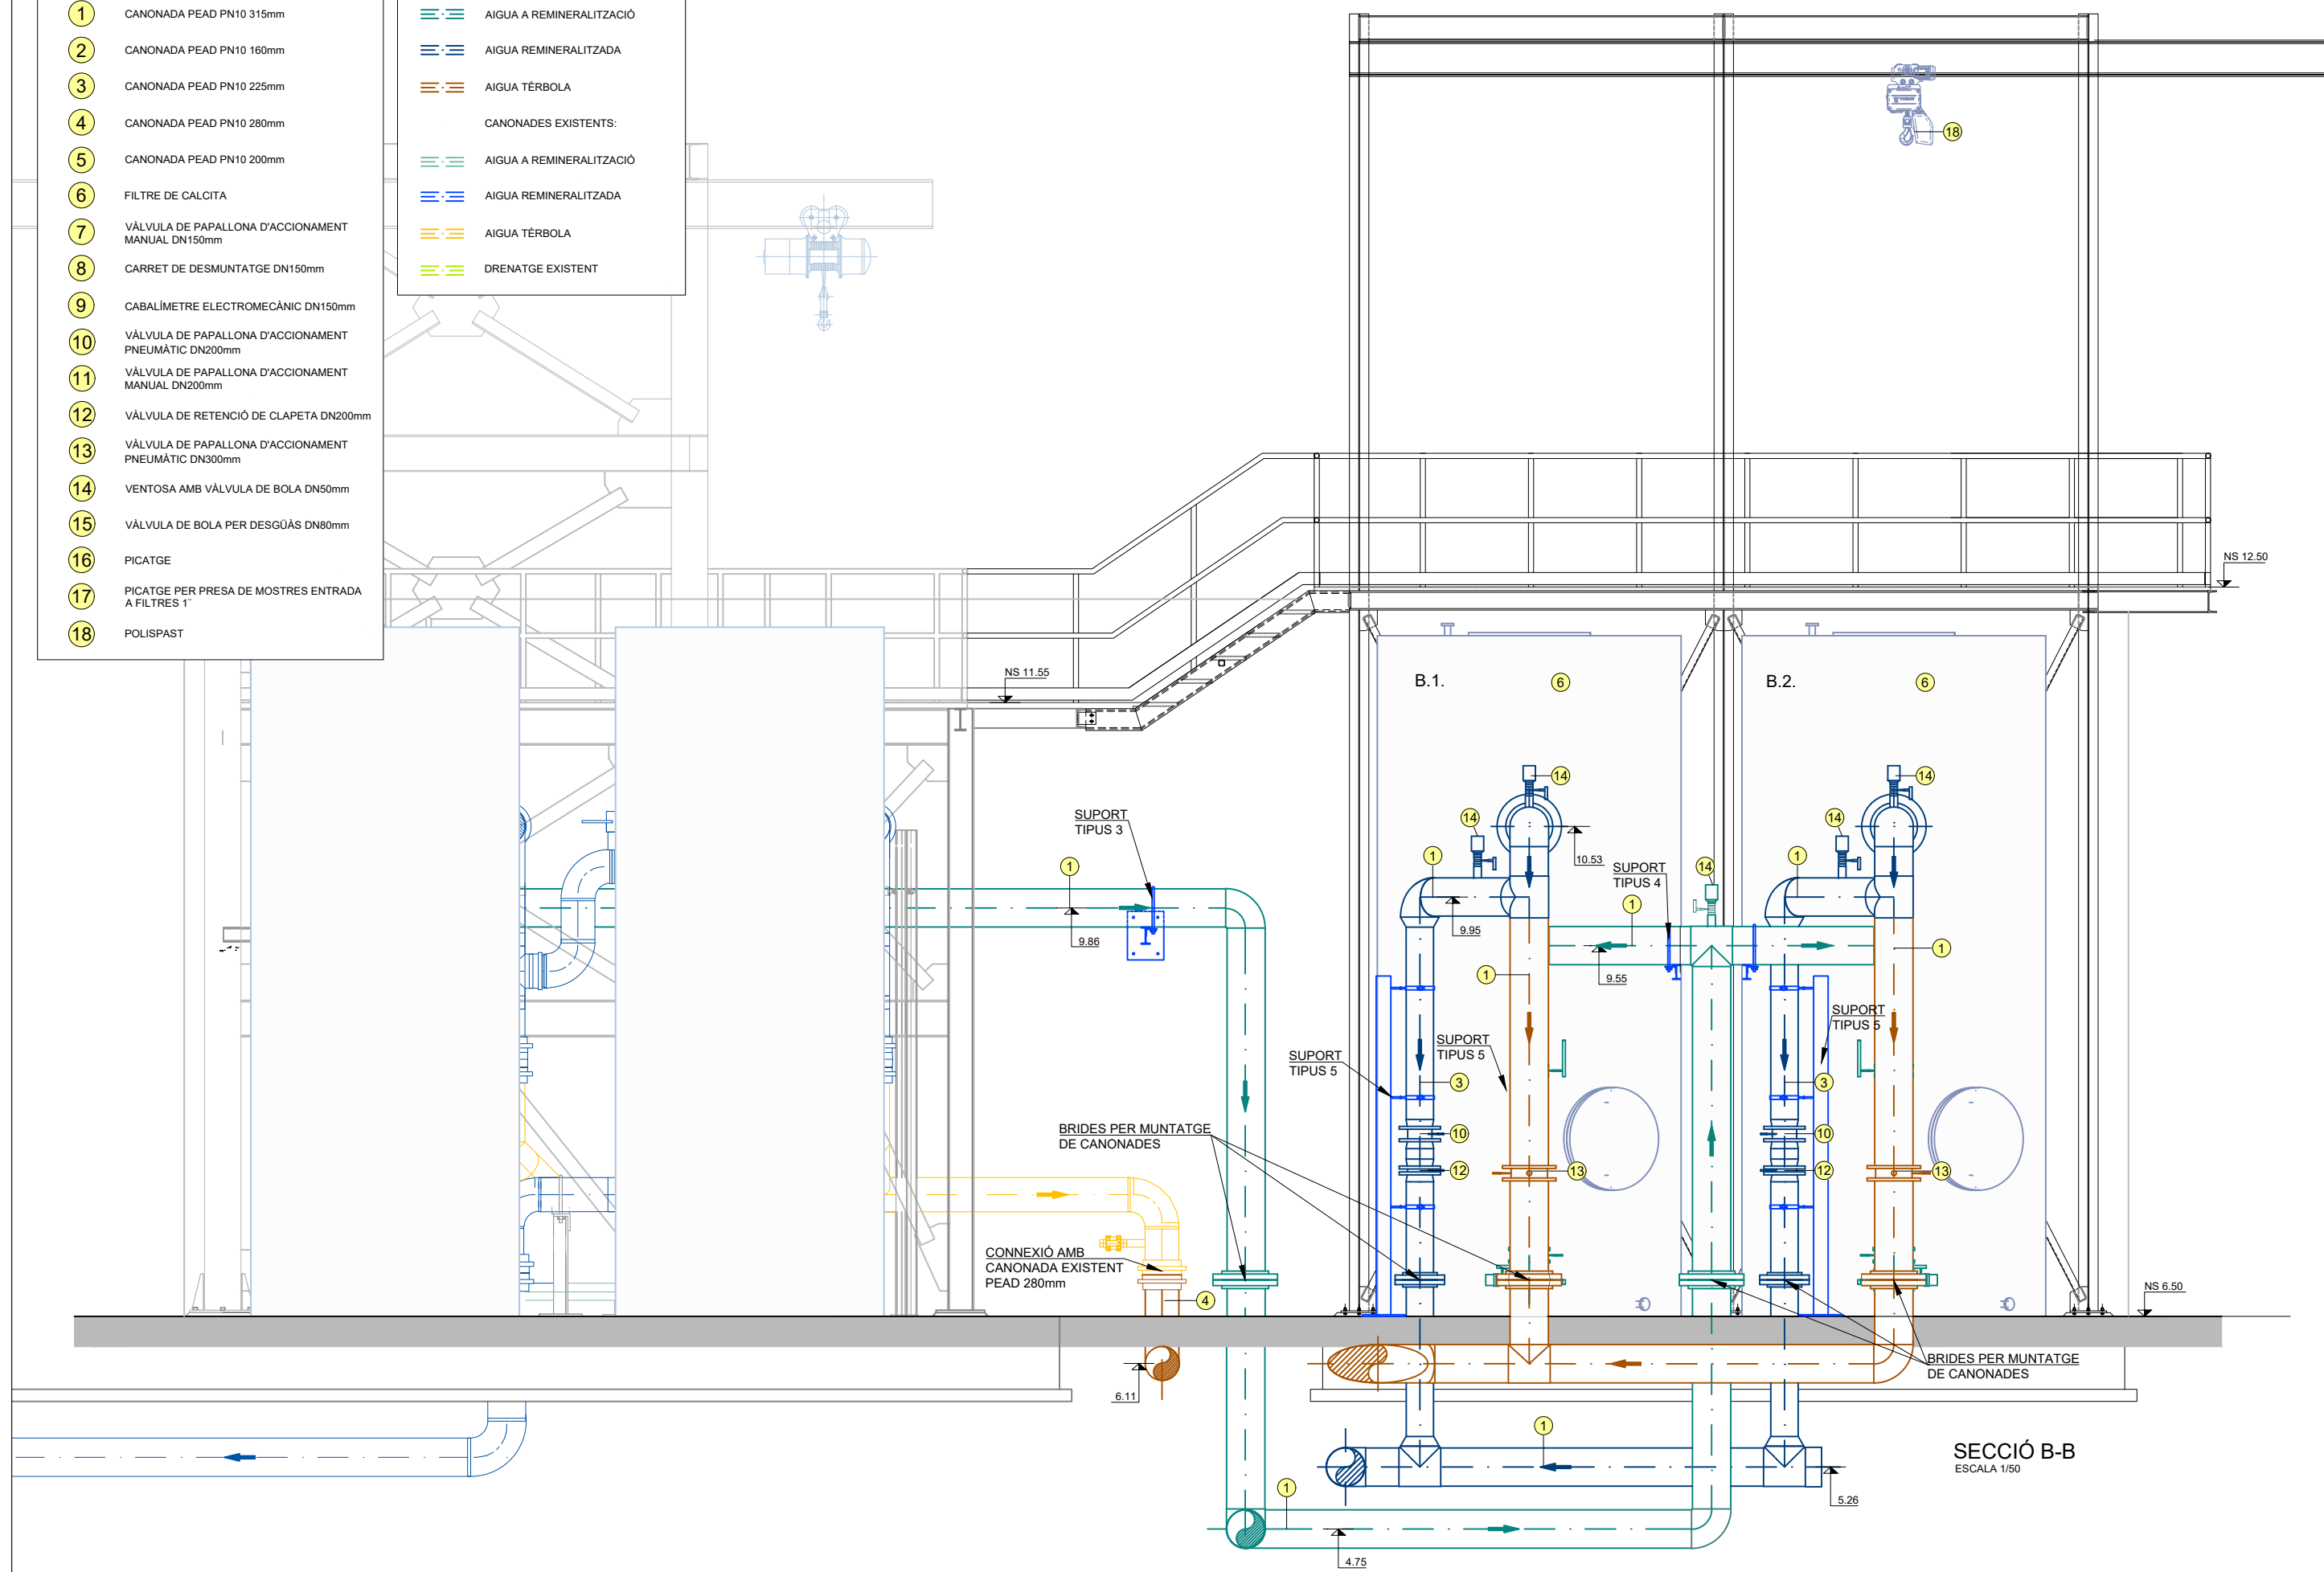 1 CANONADA PEAD PN10 315mm
2 CANONADA PEAD PN10 160mm
3 CANONADA PEAD PN10 225mm
4 CANONADA PEAD PN10 280mm
5 CANONADA PEAD PN10 200mm
6 FILTRE DE CALCITA
7 VÀLVULA DE PAPALLONA D'ACCIONAMENT
MANUAL DN150mm
8 CARRET DE DESMUNTATGE DN150mm
9 CABALÍMETRE ELECTROMECÀNIC DN150mm
10 VÀLVULA DE PAPALLONA D'ACCIONAMENT
PNEUMÀTIC DN200mm
11 VÀLVULA DE PAPALLONA D'ACCIONAMENT
MANUAL DN200mm
12 VÀLVULA DE RETENCIÓ DE CLAPETA DN200mm
13 VÀLVULA DE PAPALLONA D'ACCIONAMENT
PNEUMÀTIC DN300mm
14 VENTOSA AMB VÀLVULA DE BOLA DN50mm
15 VÀLVULA DE BOLA PER DESGÜÀS DN80mm
16 PICATGE
17 PICATGE PER PRESA DE MOSTRES ENTRADA
A FILTRES 1¨
18 POLISPAST
AIGUA A REMINERALITZACIÓ
AIGUA REMINERALITZADA
AIGUA TÈRBOLA
CANONADES EXISTENTS:
AIGUA A REMINERALITZACIÓ
AIGUA REMINERALITZADA
AIGUA TÈRBOLA
DRENATGE EXISTENT
18
NS 12.50
NS 11.55
B.1.
6
B.2.
6
14
14
SUPORT
TIPUS 3
14
14
10.53
1
1
1
SUPORT
TIPUS 4
14
1
9.86
9.95
1
9.55
1
1
SUPORT
TIPUS 5
SUPORT
TIPUS 5
SUPORT
TIPUS 5
3
3
BRIDES PER MUNTATGE
DE CANONADES
10
10
12
13
12
13
CONNEXIÓ AMB
CANONADA EXISTENT
PEAD 280mm
4
NS 6.50
BRIDES PER MUNTATGE
DE CANONADES
6.11
1
SECCIÓ B-B
ESCALA 1/50
1
5.26
4.75